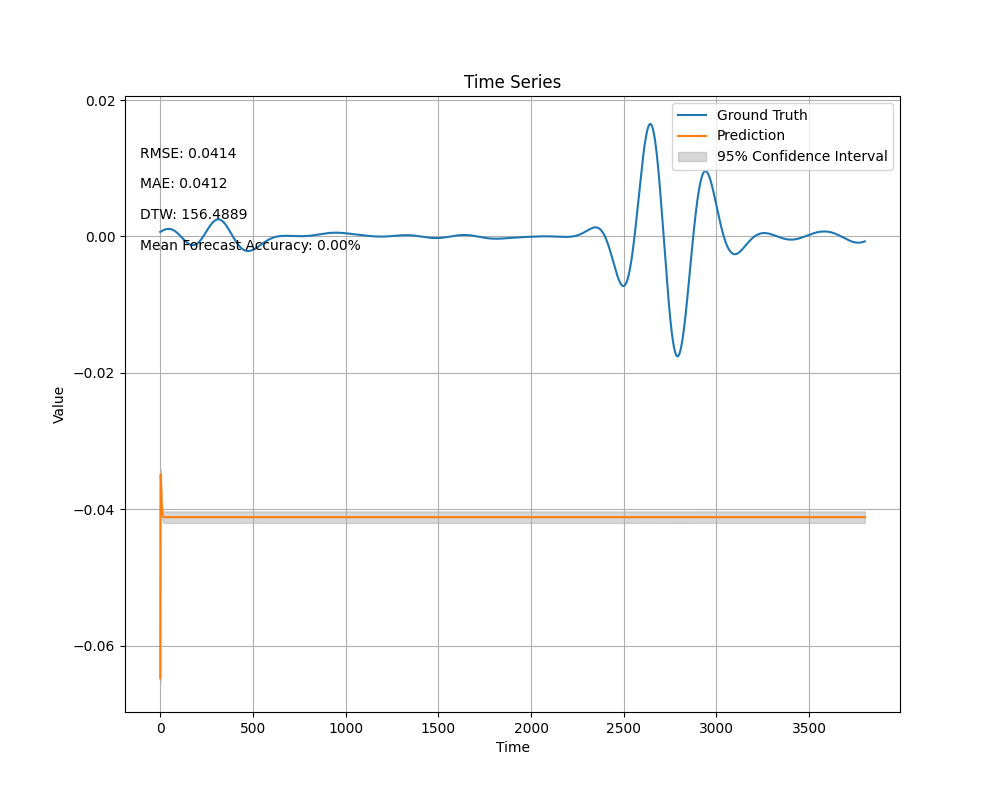 Time Series
0.02
0.00
−0.02
−0.04
−0.06
Value
RMSE: 0.0414
MAE: 0.0412
DTW: 156.4889
Mean Forecast Accuracy: 0.00%
Ground Truth
Prediction
95% Confidence Interval
0 500 1000 1500 2000 2500 3000 3500
Time